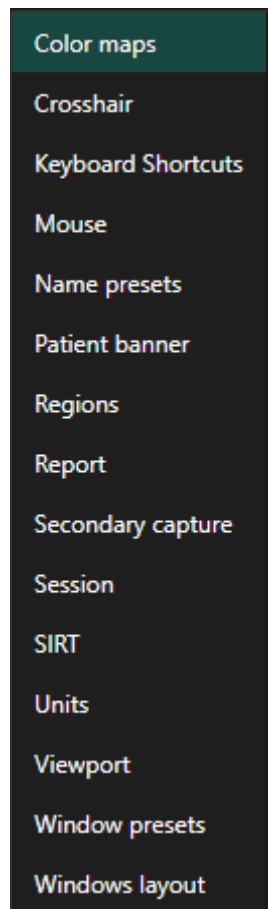 Color maps
Crosshair
Keyboard Shortcuts
Mouse
Name presets
Patient banner
Regions
Report
Secondary capture
Session
SIRT
Units
Viewport
Window presets
Windows layout